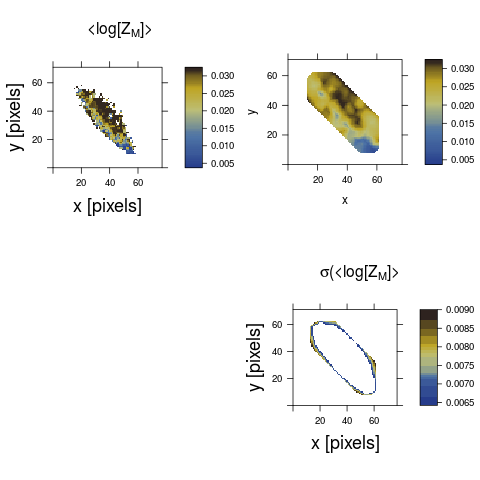 <log[Z_M]>
y [pixels]
60
40
20
20 40 60
x [pixels]
0.030
0.025
0.020
0.015
0.010
0.005
y
60
40
20
20 40 60
x
0.030
0.025
0.020
0.015
0.010
0.005
σ(<log[Z_M]>
y [pixels]
60
40
20
20 40 60
x [pixels]
0.0090
0.0085
0.0080
0.0075
0.0070
0.0065